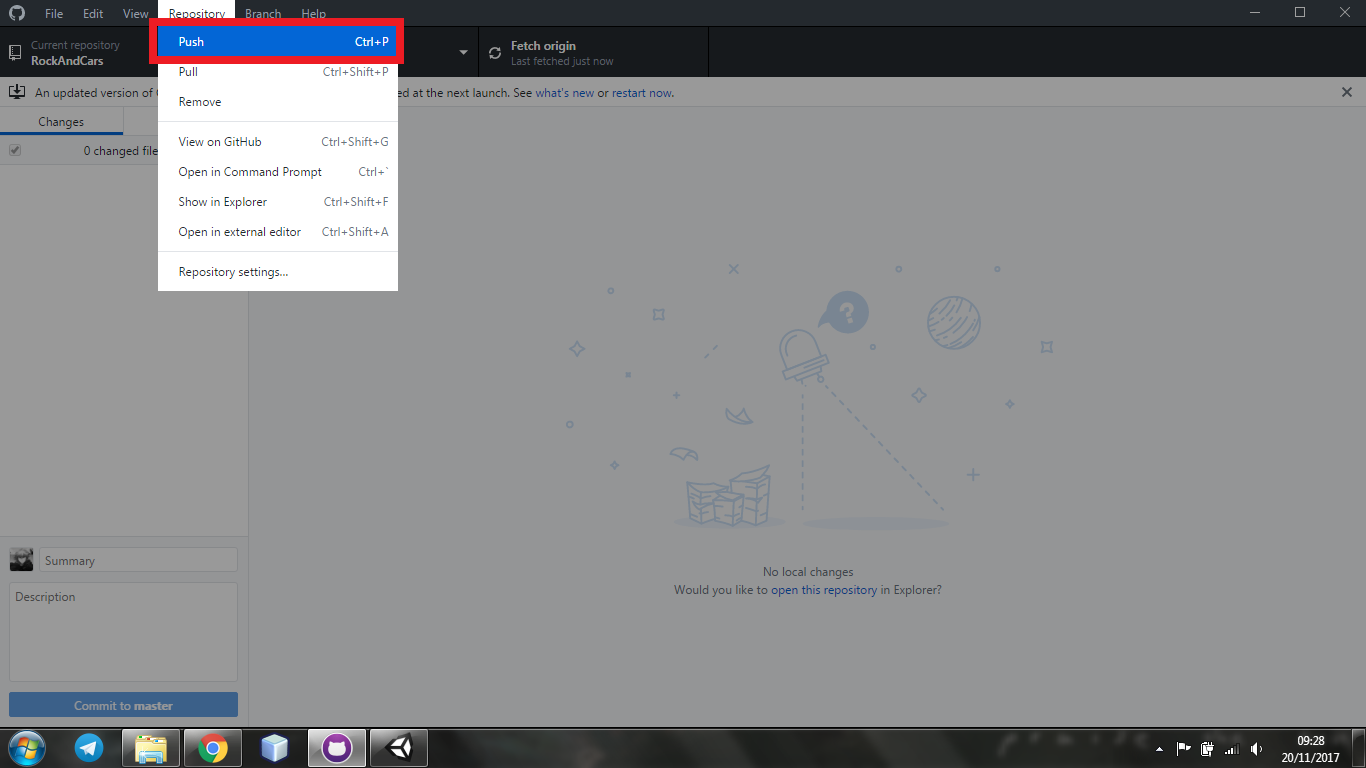 File Edit View Repository Branch Help
Current repository
RockAndCars
Fetch origin
Last fetched just now
Push Ctrl+P
Pull Ctrl+Shift+P
Remove
View on GitHub Ctrl+Shift+G
Open in Command Prompt Ctrl+`
Show in Explorer Ctrl+Shift+F
Open in external editor Ctrl+Shift+A
Repository settings...
An updated version of at the next launch. See what's new or restart now.
Changes
0 changed file
?
No local changes
Would you like to open this repository in Explorer?
Summary
Description
Commit to master
09:28
20/11/2017